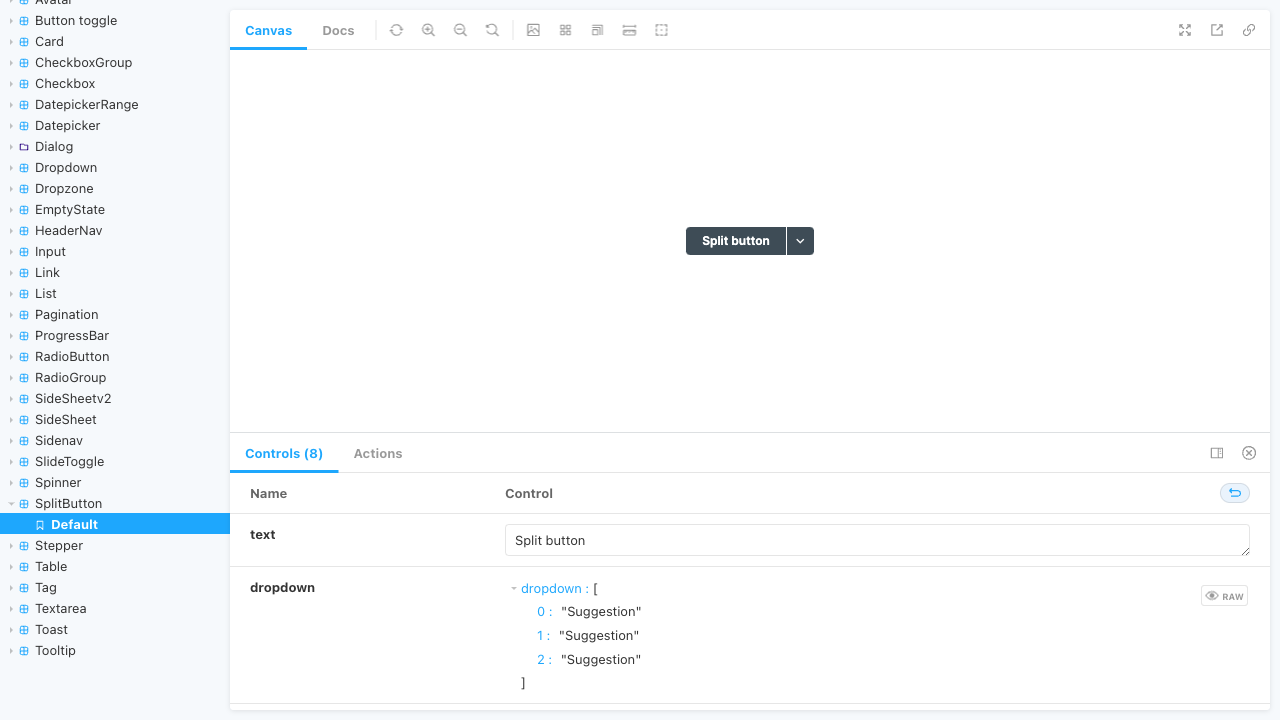 Avatar
Button toggle
Card
CheckboxGroup
Checkbox
DatepickerRange
Datepicker
Dialog
Dropdown
Dropzone
EmptyState
HeaderNav
Input
Link
List
Pagination
ProgressBar
RadioButton
RadioGroup
SideSheetv2
SideSheet
Sidenav
SlideToggle
Spinner
SplitButton
Default
Stepper
Table
Tag
Textarea
Toast
Tooltip
Canvas Docs
Split button
Controls (8) Actions
Name Control
text Split button
dropdown dropdown : [ RAW
0 : "Suggestion"
1 : "Suggestion"
2 : "Suggestion"
]